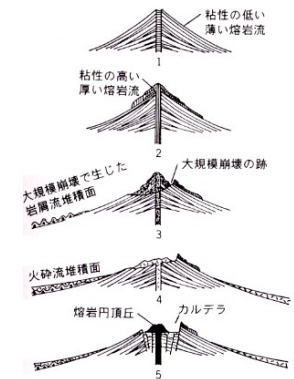 粘性の低い
薄い熔岩流
1
粘性の高い
厚い熔岩流
2
大規模崩壊の跡
大規模崩壊で生じた
岩屑流堆積面
3
火砕流堆積面
4
熔岩円頂丘
カルデラ
5